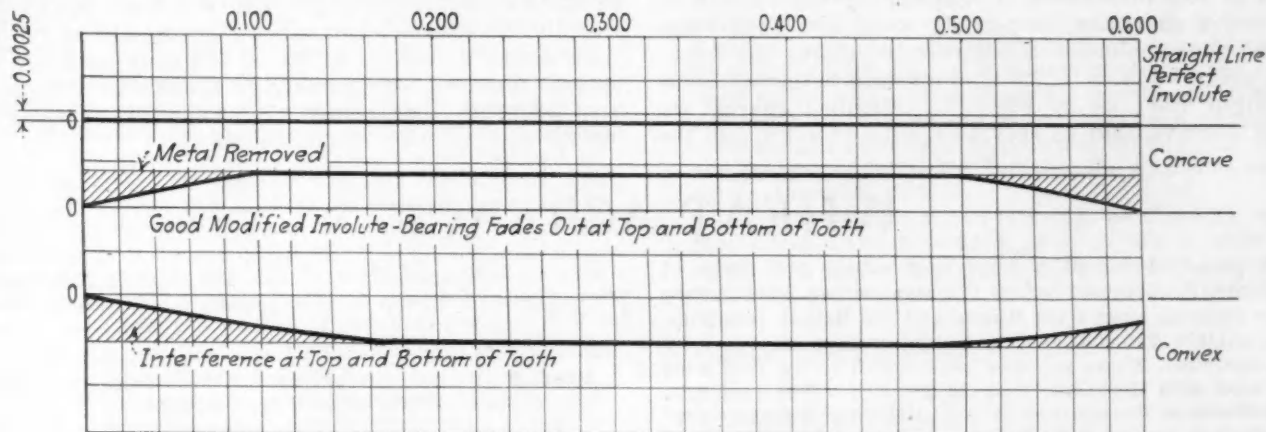 0.100 0.200 0.300 0.400 0.500 0.600
0.00025
Straight Line
Perfect
Involute
0
Metal Removed
Concave
0
Good Modified Involute-Bearing Fades Out at Top and Bottom of Tooth
0
Interference at Top and Bottom of Tooth
Convex